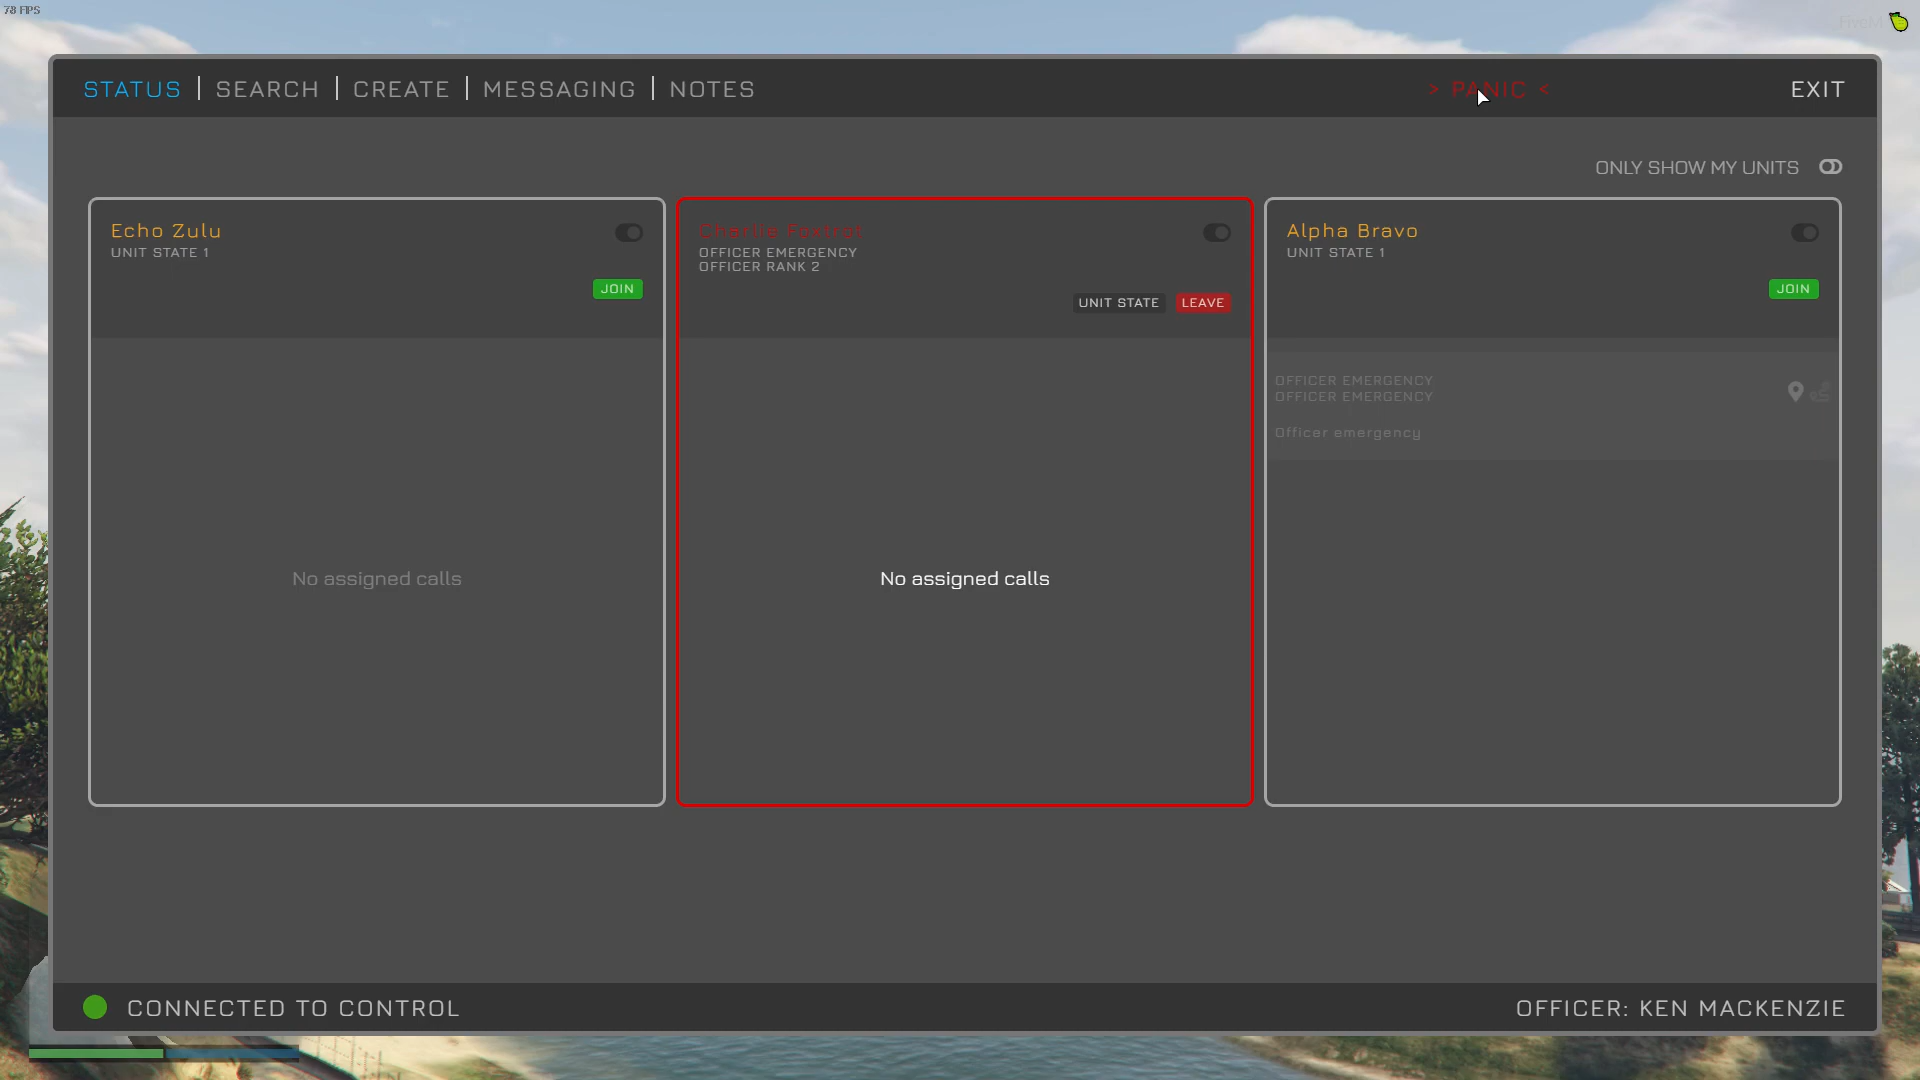 78 FPS
FiveM
STATUS | SEARCH | CREATE | MESSAGING | NOTES
> PANIC <
EXIT
ONLY SHOW MY UNITS
Echo Zulu
UNIT STATE 1
JOIN
No assigned calls
Charlie Foxtrot
OFFICER EMERGENCY
OFFICER RANK 2
UNIT STATE
LEAVE
No assigned calls
Alpha Bravo
UNIT STATE 1
JOIN
OFFICER EMERGENCY
OFFICER EMERGENCY
Officer emergency
CONNECTED TO CONTROL
OFFICER: KEN MACKENZIE